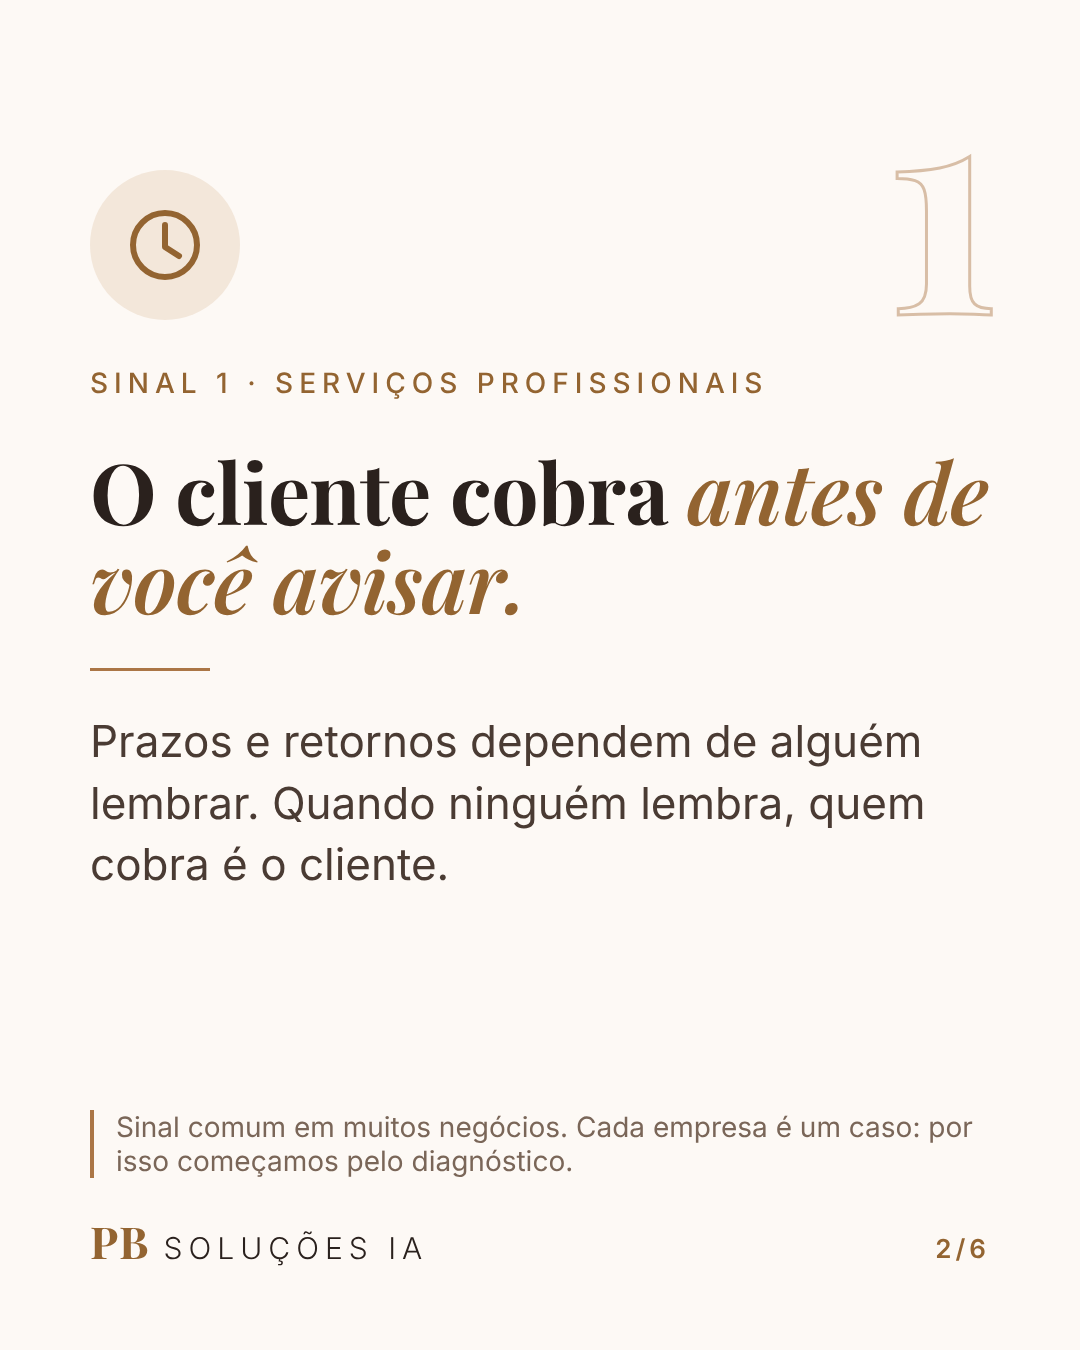 1
SINAL 1 · SERVIÇOS PROFISSIONAIS
O cliente cobra antes de
você avisar.
Prazos e retornos dependem de alguém
lembrar. Quando ninguém lembra, quem
cobra é o cliente.
Sinal comum em muitos negócios. Cada empresa é um caso: por
isso começamos pelo diagnóstico.
PB SOLUÇÕES IA
2/6